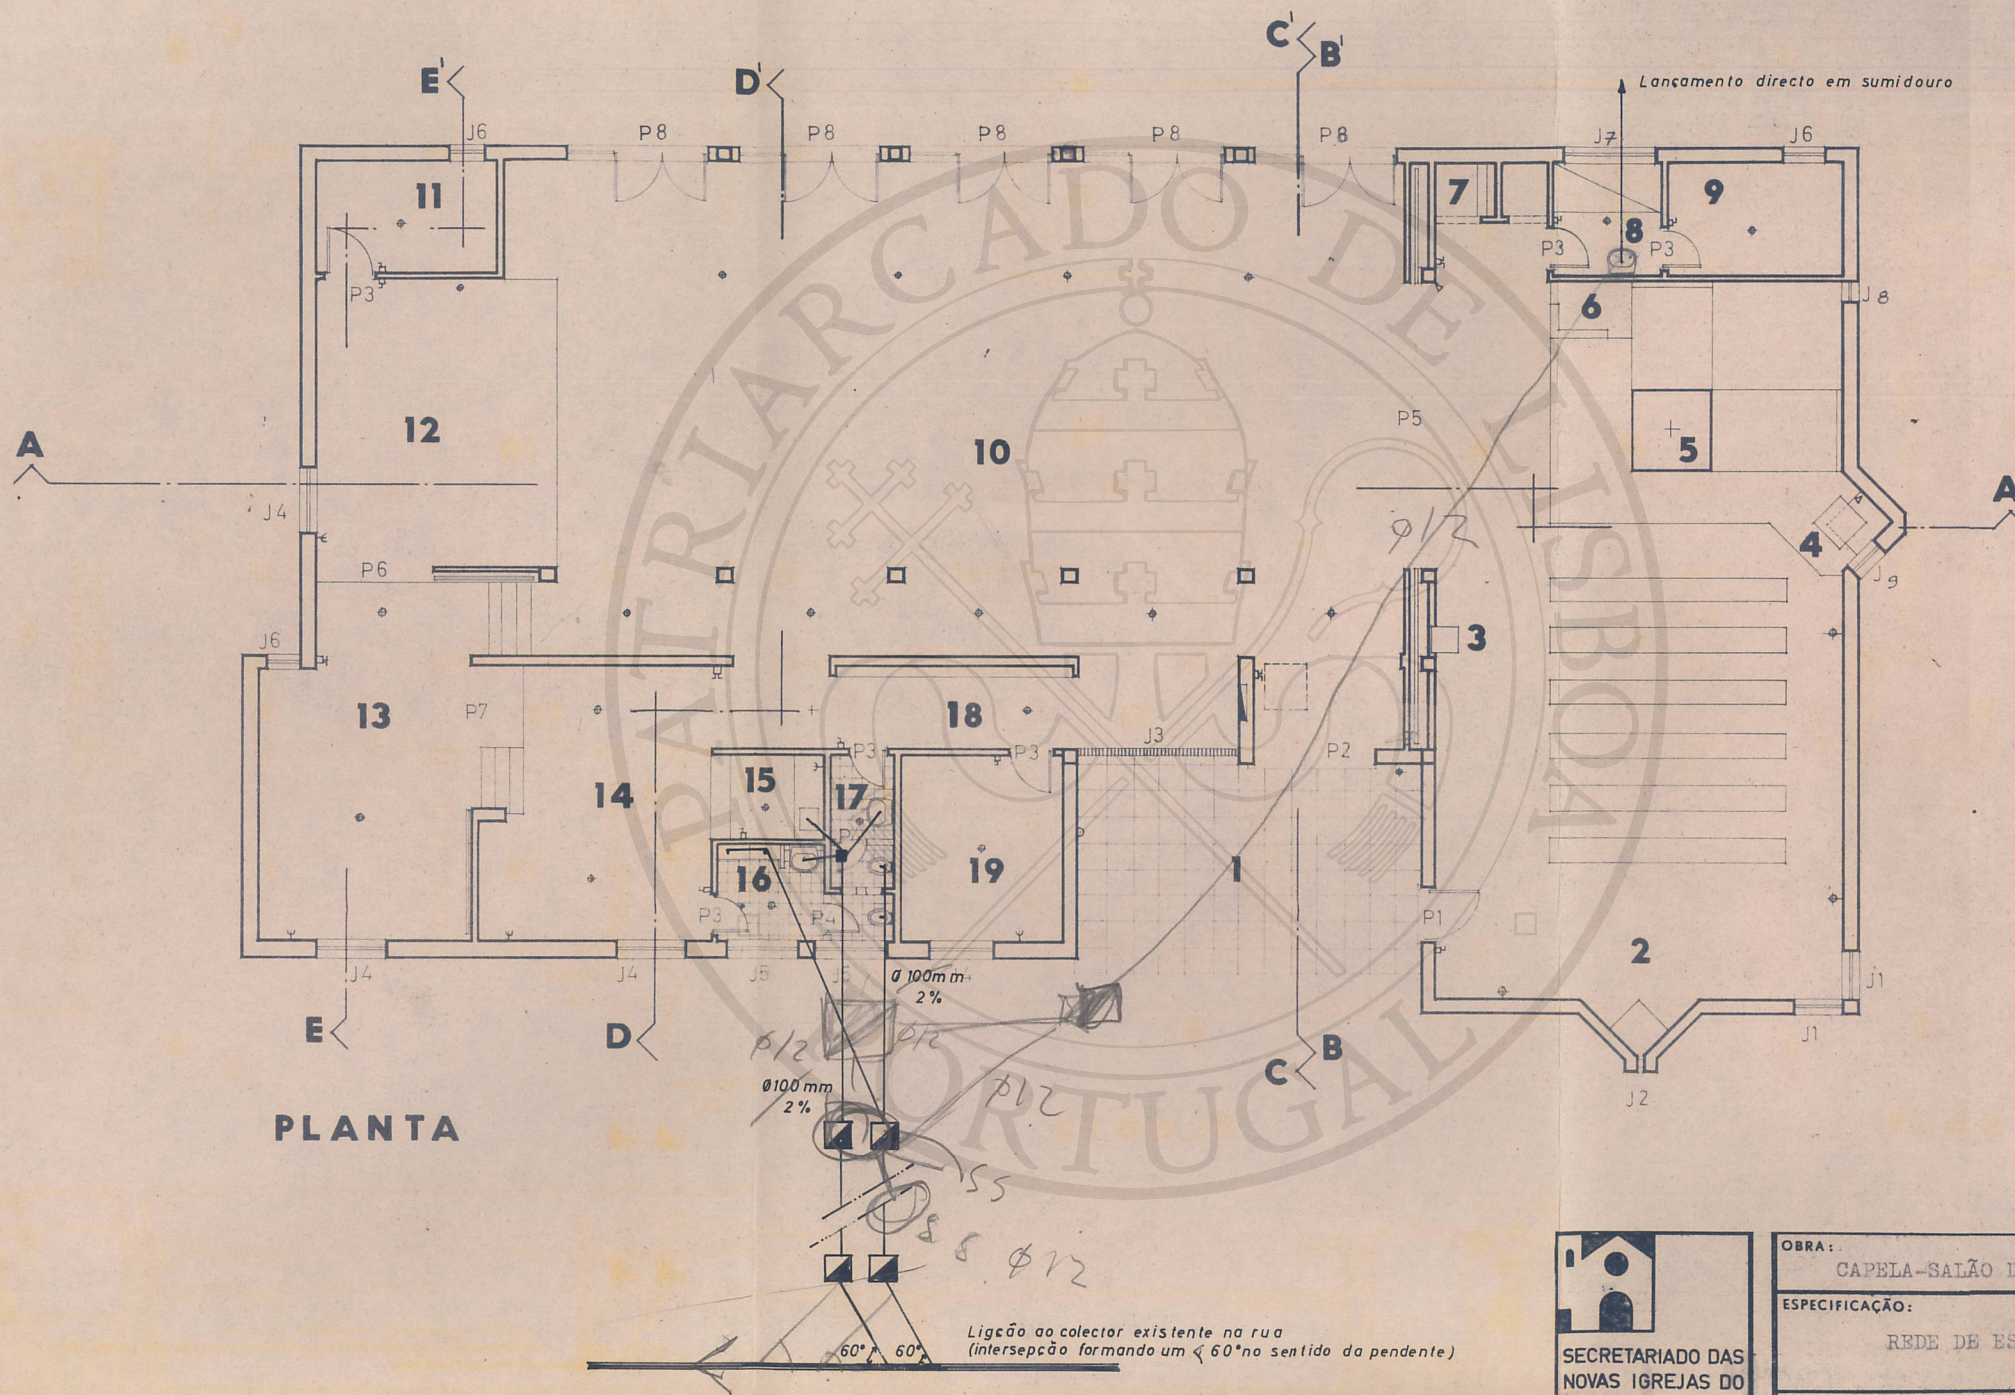 C' B'
E' D'
Lançamento directo em sumidouro
J6 P8 P8 P8 P8 P8 J7 J6
11 7 8 9
P3 P3 P3
6 J8
12 10 P5 5
A A
J4 ø12 4 J9
P6
J6 3
13 P7 18 J3 P2
P3 P3
14 15 17
16 19 1
P3 P4 P1
2
J4 J4 J5 J1
Ø 100mm
2%
E D ø12 ø12 C B J1
Ø100 mm
2%
ø12 J2
PLANTA
ø12
60° 60°
Ligcão ao colector existente na rua
(intersepção formando um ∢ 60° no sentido da pendente)
OBRA:
CAPELA-SALÃO
ESPECIFICAÇÃO:
REDE DE ES
SECRETARIADO DAS
NOVAS IGREJAS DO
PATRIARCADO DE LISBOA
PORTUGAL